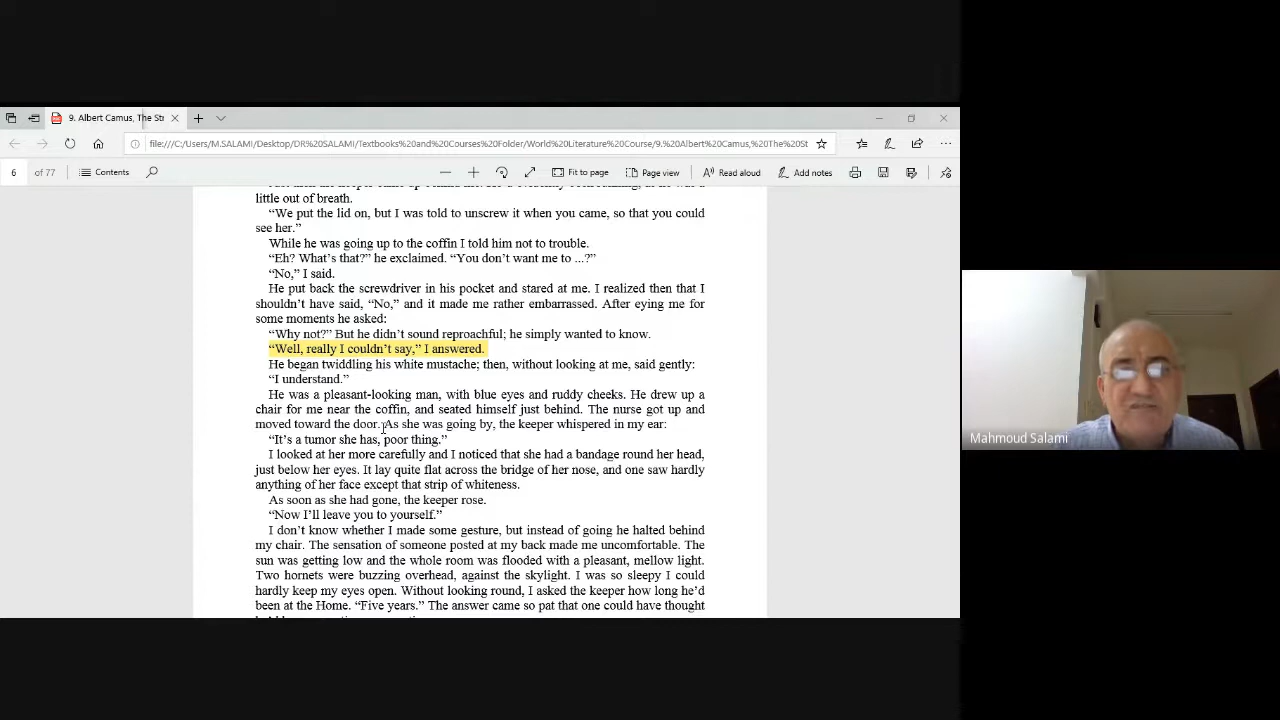 9. Albert Camus, The Str
file:///C:/Users/M.SALAMI/Desktop/DR%20SALAMI/Textbooks%20and%20Courses%20Folder/World%20Literature%20Course/9.%20Albert%20Camus,%20The%20St
6 of 77 Contents Fit to page Page view Read aloud Add notes
little out of breath.
“We put the lid on, but I was told to unscrew it when you came, so that you could
see her.”
While he was going up to the coffin I told him not to trouble.
“Eh? What’s that?” he exclaimed. “You don’t want me to ...?”
“No,” I said.
He put back the screwdriver in his pocket and stared at me. I realized then that I
shouldn’t have said, “No,” and it made me rather embarrassed. After eying me for
some moments he asked:
“Why not?” But he didn’t sound reproachful; he simply wanted to know.
“Well, really I couldn’t say,” I answered.
He began twiddling his white mustache; then, without looking at me, said gently:
“I understand.”
He was a pleasant-looking man, with blue eyes and ruddy cheeks. He drew up a
chair for me near the coffin, and seated himself just behind. The nurse got up and
moved toward the door. As she was going by, the keeper whispered in my ear:
“It’s a tumor she has, poor thing.”
I looked at her more carefully and I noticed that she had a bandage round her head,
just below her eyes. It lay quite flat across the bridge of her nose, and one saw hardly
anything of her face except that strip of whiteness.
As soon as she had gone, the keeper rose.
“Now I’ll leave you to yourself.”
I don’t know whether I made some gesture, but instead of going he halted behind
my chair. The sensation of someone posted at my back made me uncomfortable. The
sun was getting low and the whole room was flooded with a pleasant, mellow light.
Two hornets were buzzing overhead, against the skylight. I was so sleepy I could
hardly keep my eyes open. Without looking round, I asked the keeper how long he’d
been at the Home. “Five years.” The answer came so pat that one could have thought
Mahmoud Salami